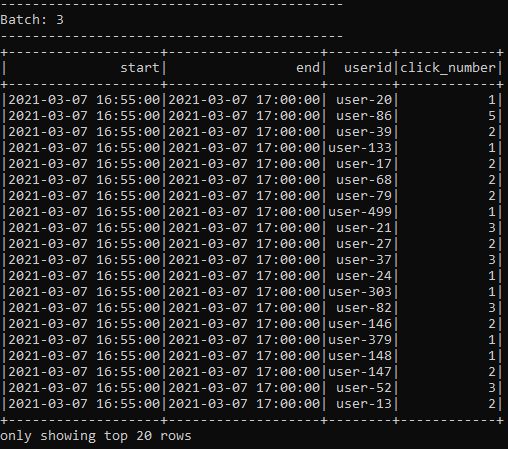 -------------------------------------------
Batch: 3
-------------------------------------------
+-------------------+-------------------+--------+------------+
|              start|                end|  userid|click_number|
+-------------------+-------------------+--------+------------+
|2021-03-07 16:55:00|2021-03-07 17:00:00| user-20|           1|
|2021-03-07 16:55:00|2021-03-07 17:00:00| user-86|           5|
|2021-03-07 16:55:00|2021-03-07 17:00:00| user-39|           2|
|2021-03-07 16:55:00|2021-03-07 17:00:00|user-133|           1|
|2021-03-07 16:55:00|2021-03-07 17:00:00| user-17|           2|
|2021-03-07 16:55:00|2021-03-07 17:00:00| user-68|           2|
|2021-03-07 16:55:00|2021-03-07 17:00:00| user-79|           2|
|2021-03-07 16:55:00|2021-03-07 17:00:00|user-499|           1|
|2021-03-07 16:55:00|2021-03-07 17:00:00| user-21|           3|
|2021-03-07 16:55:00|2021-03-07 17:00:00| user-27|           2|
|2021-03-07 16:55:00|2021-03-07 17:00:00| user-37|           3|
|2021-03-07 16:55:00|2021-03-07 17:00:00| user-24|           1|
|2021-03-07 16:55:00|2021-03-07 17:00:00|user-303|           1|
|2021-03-07 16:55:00|2021-03-07 17:00:00| user-82|           3|
|2021-03-07 16:55:00|2021-03-07 17:00:00|user-146|           2|
|2021-03-07 16:55:00|2021-03-07 17:00:00|user-379|           1|
|2021-03-07 16:55:00|2021-03-07 17:00:00|user-148|           1|
|2021-03-07 16:55:00|2021-03-07 17:00:00|user-147|           2|
|2021-03-07 16:55:00|2021-03-07 17:00:00| user-52|           3|
|2021-03-07 16:55:00|2021-03-07 17:00:00| user-13|           2|
+-------------------+-------------------+--------+------------+
only showing top 20 rows